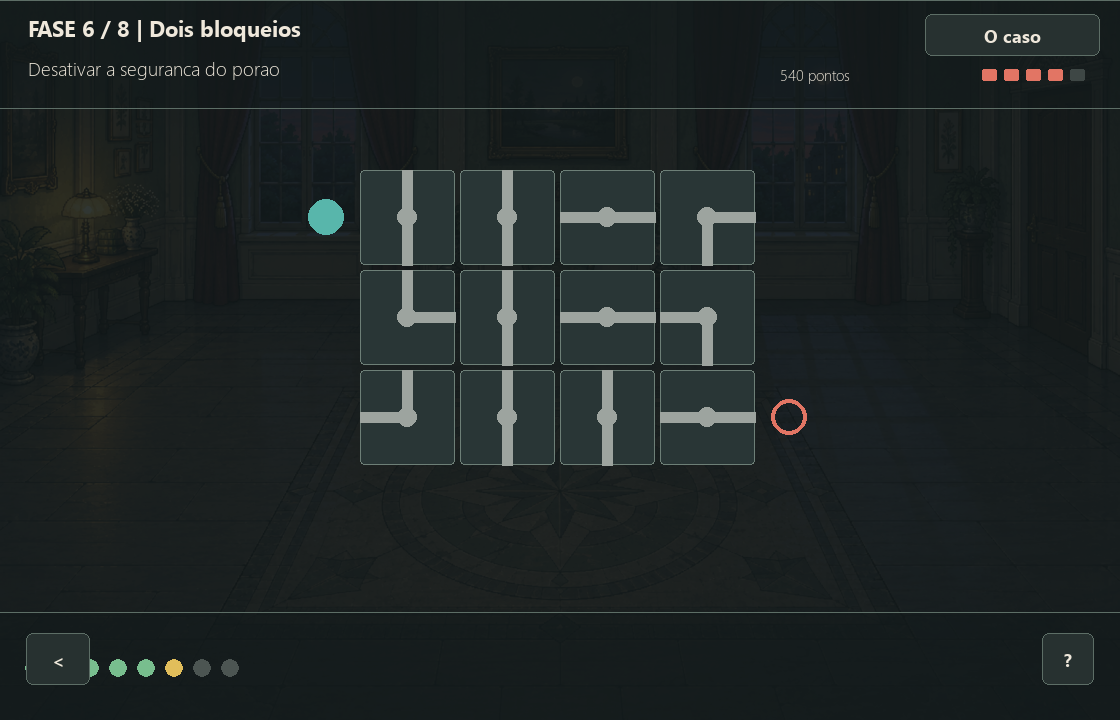 FASE 6 / 8 | Dois bloqueios
O caso
Desativar a seguranca do porao
540 pontos
<
?